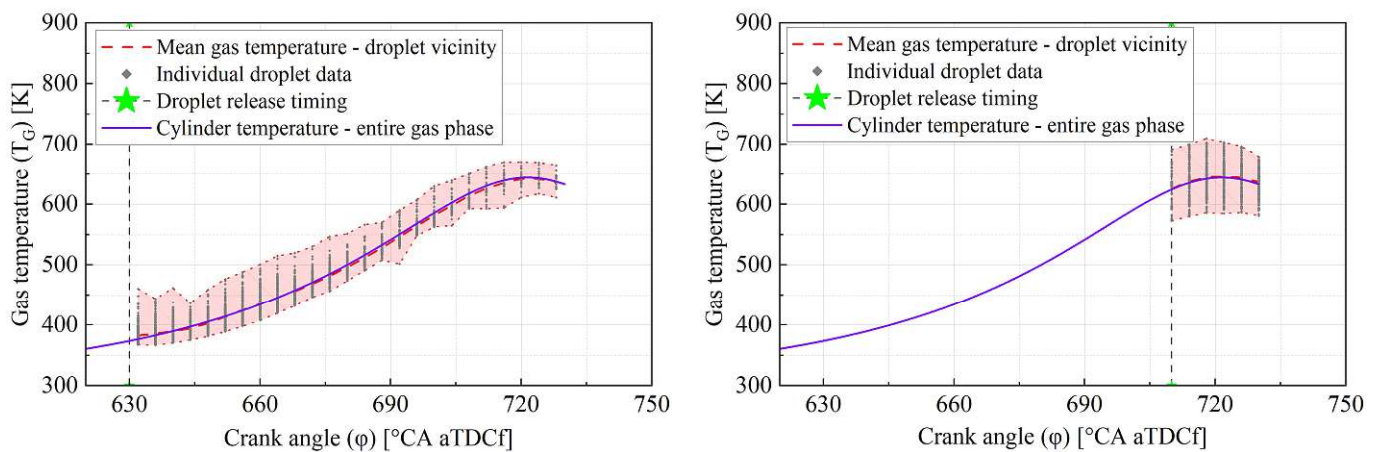 900
800
700
600
500
400
300
Gas temperature (T_G) [K]
Mean gas temperature - droplet vicinity
Individual droplet data
Droplet release timing
Cylinder temperature - entire gas phase
630 660 690 720 750
Crank angle (φ) [°CA aTDCf]
900
800
700
600
500
400
300
Gas temperature (T_G) [K]
Mean gas temperature - droplet vicinity
Individual droplet data
Droplet release timing
Cylinder temperature - entire gas phase
630 660 690 720 750
Crank angle (φ) [°CA aTDCf]